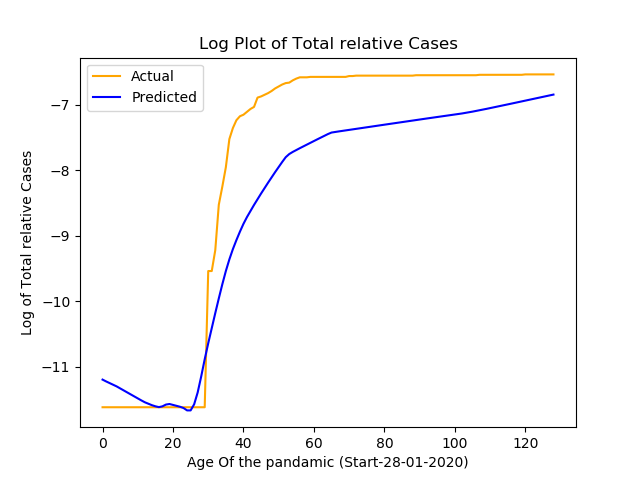 Log Plot of Total relative Cases
Actual
Predicted
Log of Total relative Cases
−7
−8
−9
−10
−11
0 20 40 60 80 100 120
Age Of the pandamic (Start-28-01-2020)